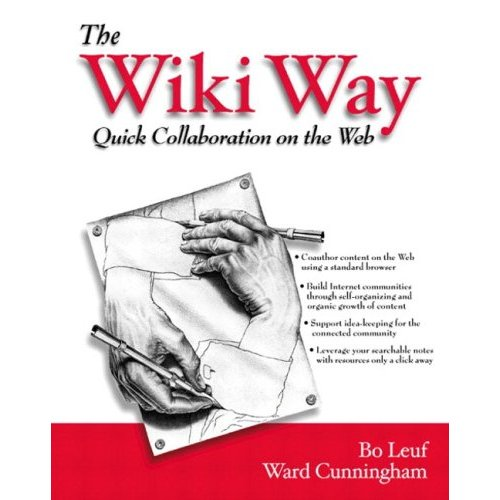 The
Wiki Way
Quick Collaboration on the Web
• Coauthor content on the Web
using a standard browser
• Build Internet communities
through self-organizing and
organic growth of content
• Support idea-keeping for the
connected community
• Leverage your searchable notes
with resources only a click away
Bo Leuf
Ward Cunningham